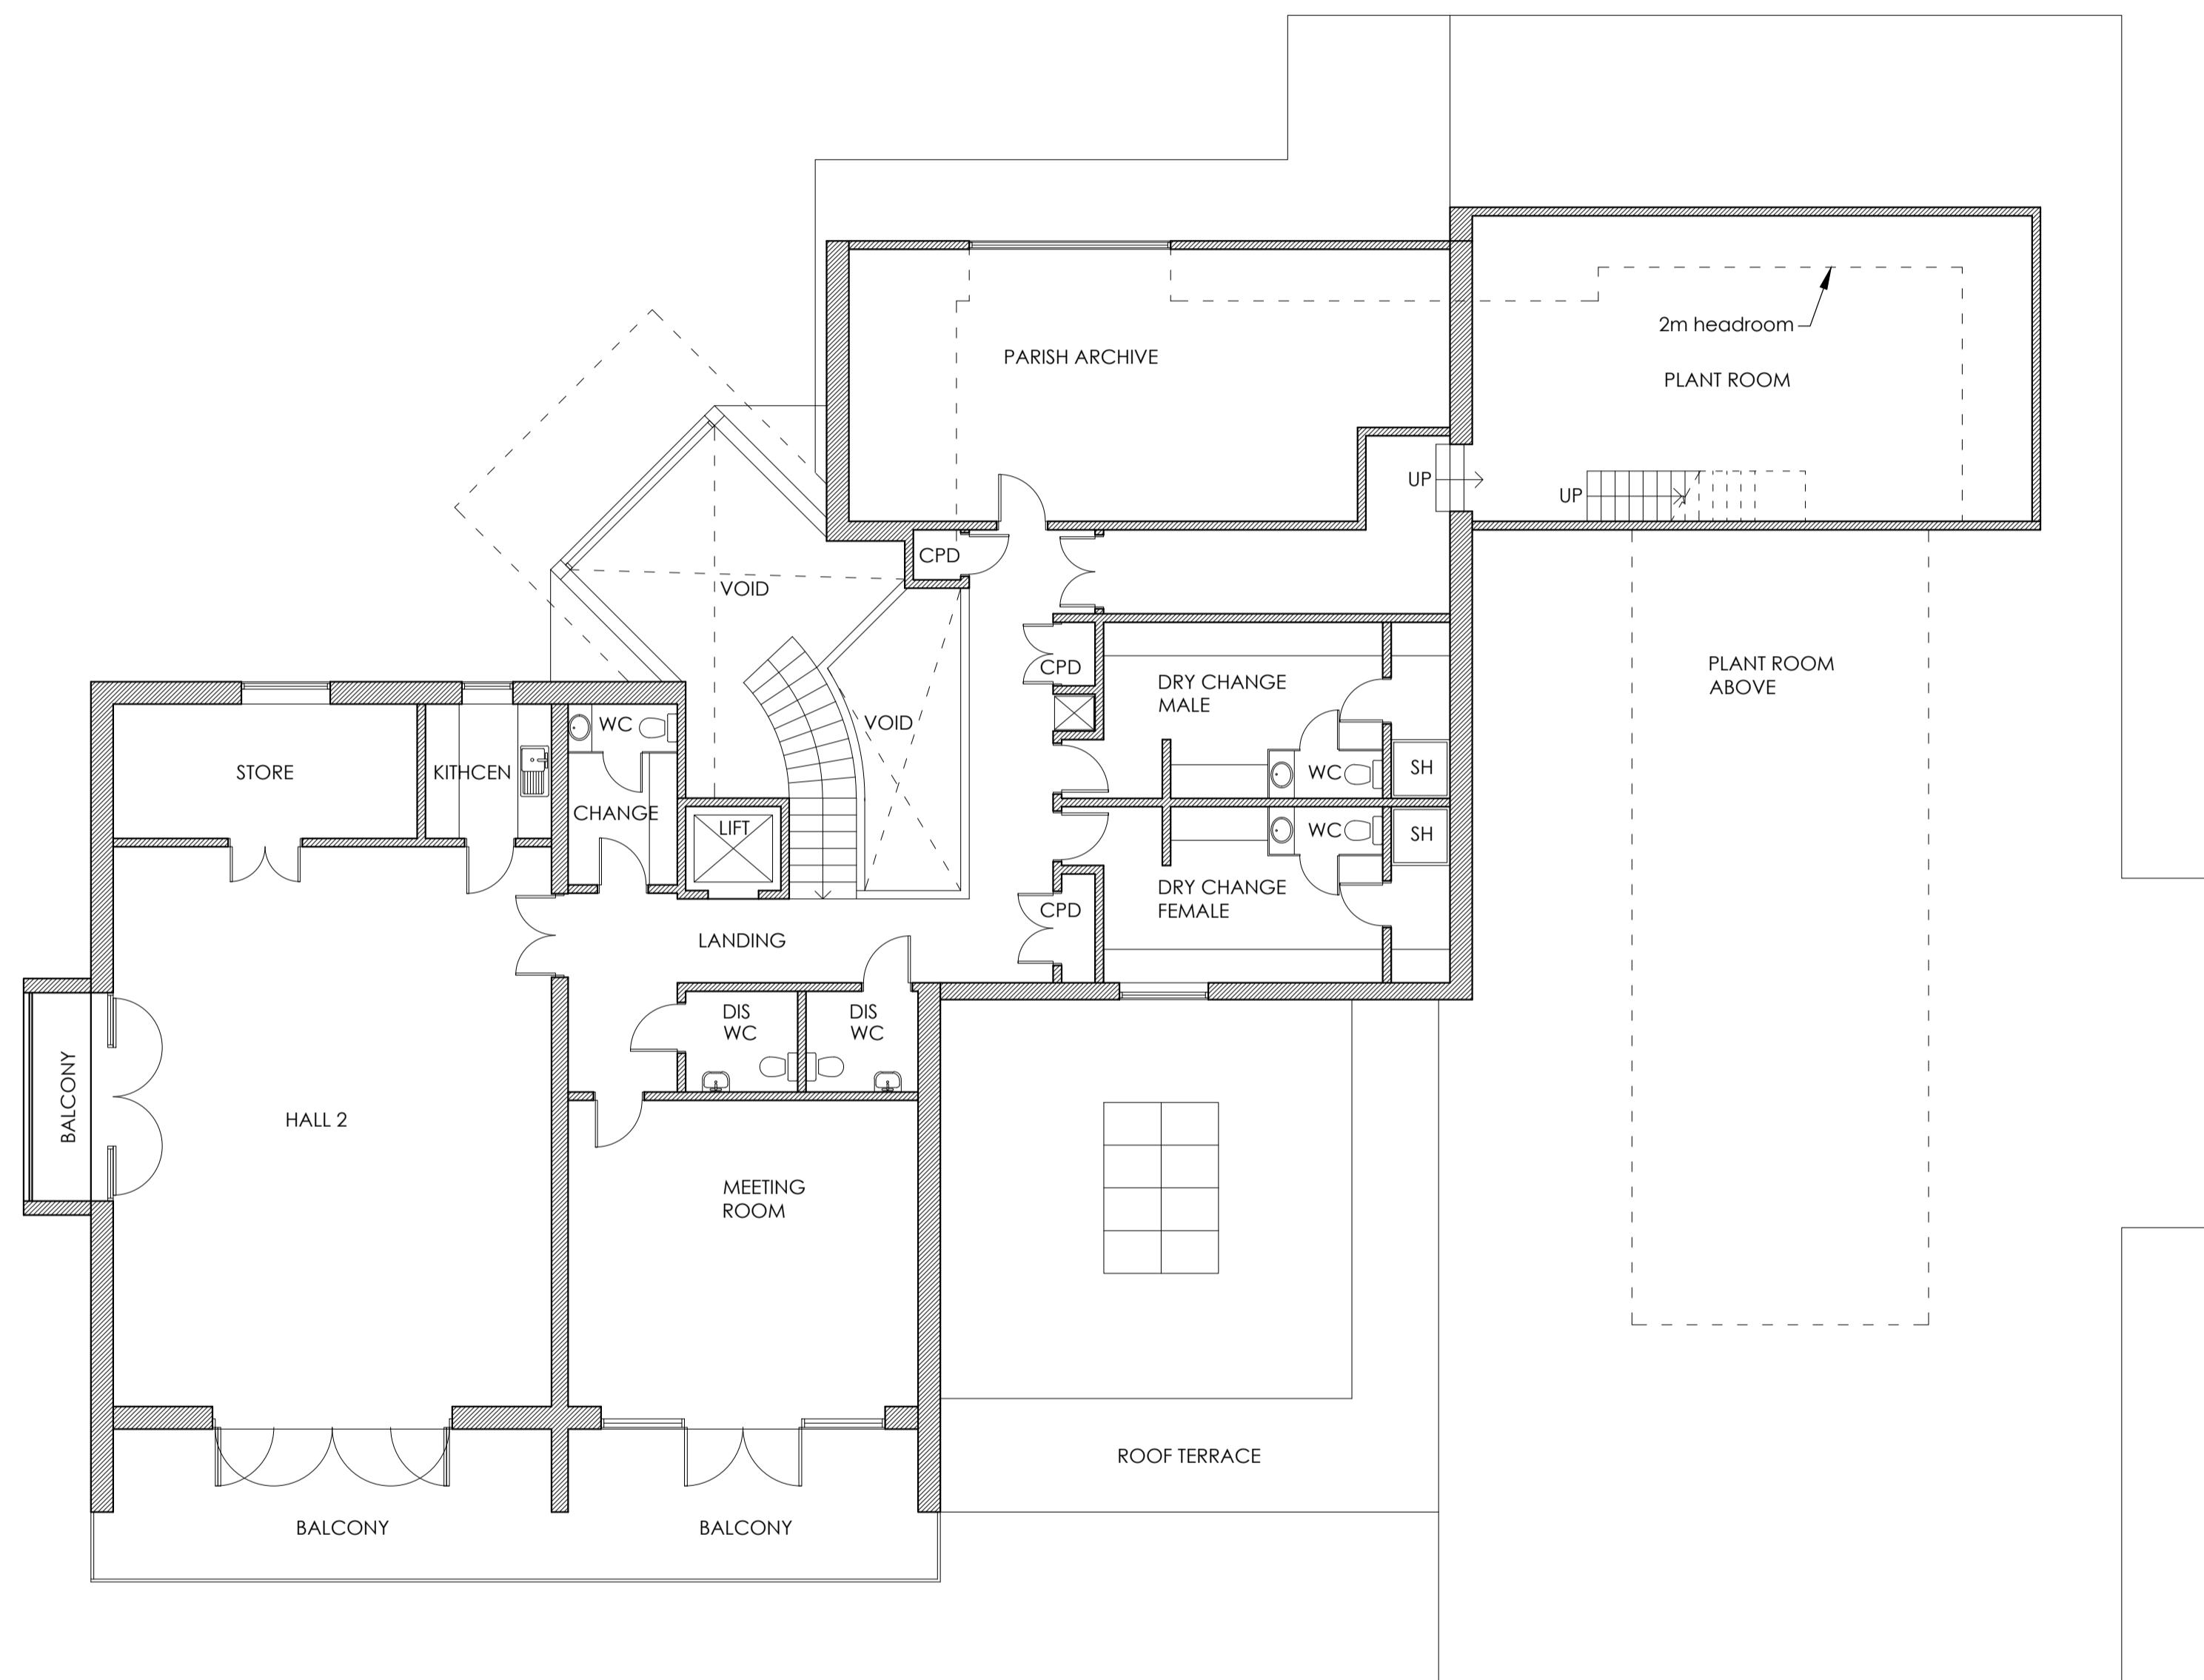 2m headroom
PARISH ARCHIVE
PLANT ROOM
UP
UP
CPD
VOID
CPD
PLANT ROOM
ABOVE
DRY CHANGE
MALE
WC
VOID
STORE
KITHCEN
WC
SH
CHANGE
LIFT
WC
SH
DRY CHANGE
FEMALE
CPD
LANDING
DIS
WC
DIS
WC
BALCONY
HALL 2
MEETING
ROOM
ROOF TERRACE
BALCONY
BALCONY